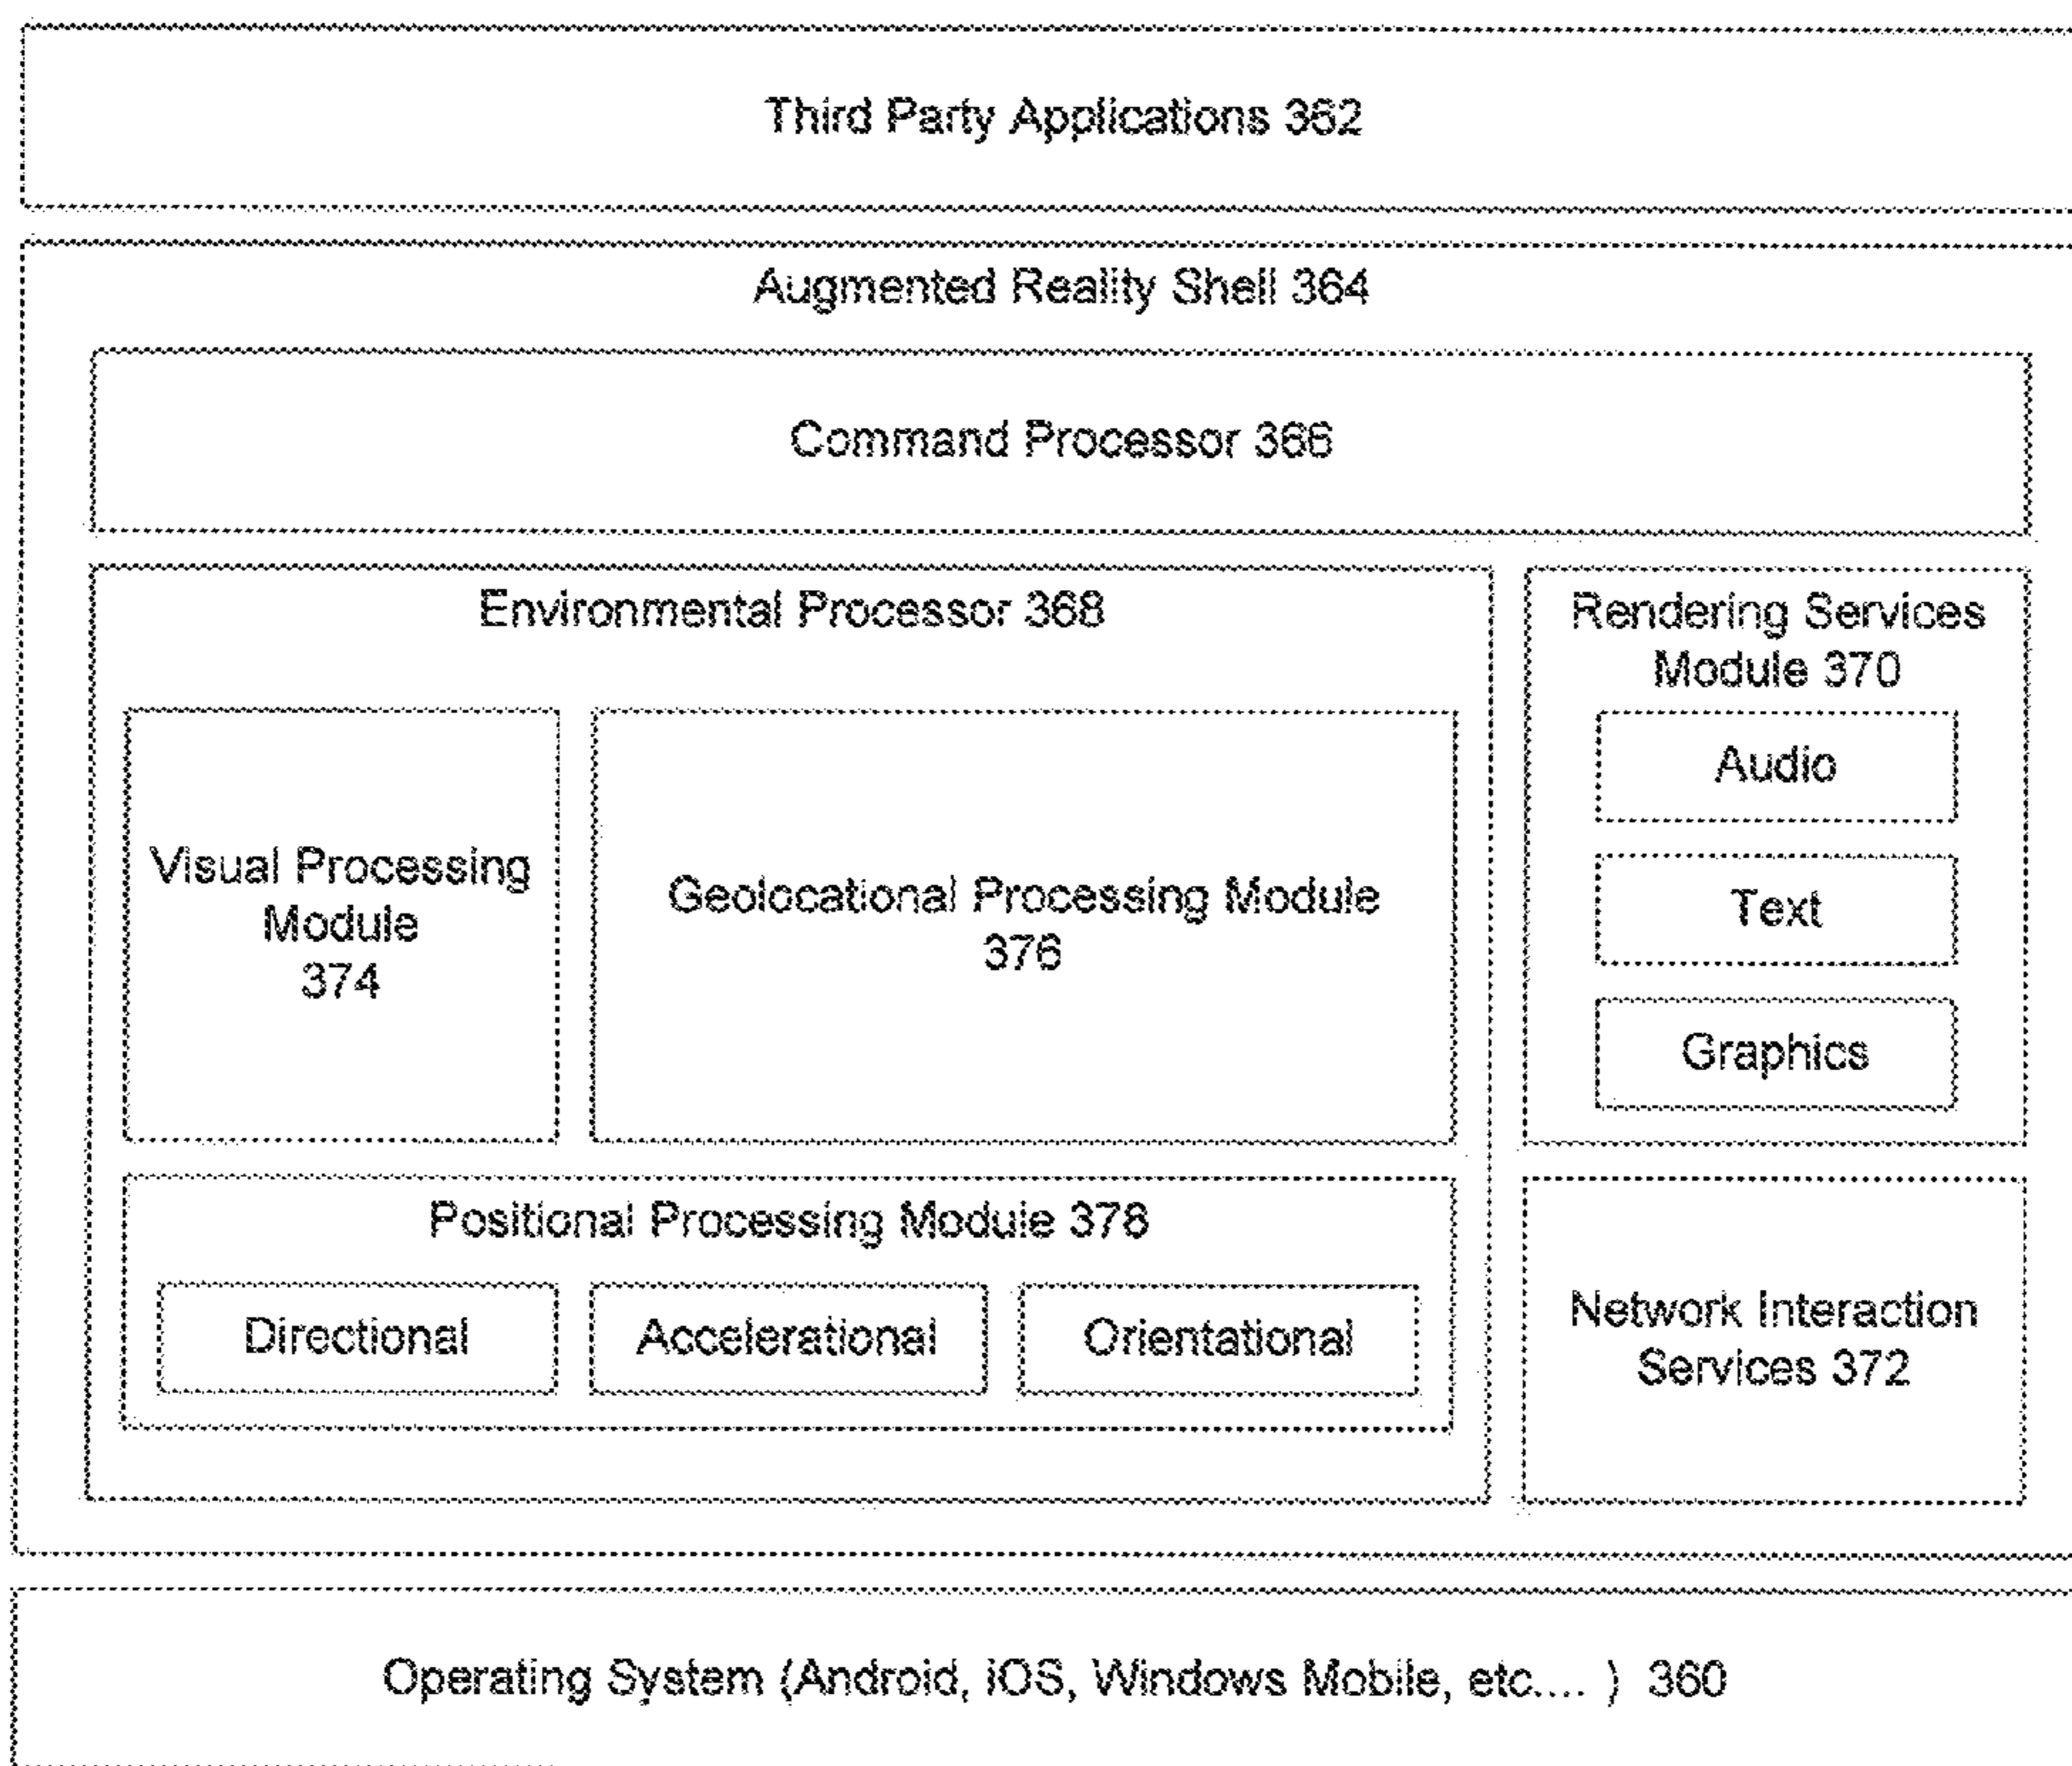 Third Party Applications 362
Augmented Reality Shell 364
Command Processor 366
Environmental Processor 368
Rendering Services
Module 370
Audio
Text
Graphics
Visual Processing
Module
374
Geolocational Processing Module
376
Positional Processing Module 378
Directional
Accelerational
Orientational
Network Interaction
Services 372
Operating System (Android, iOS, Windows Mobile, etc.... ) 360